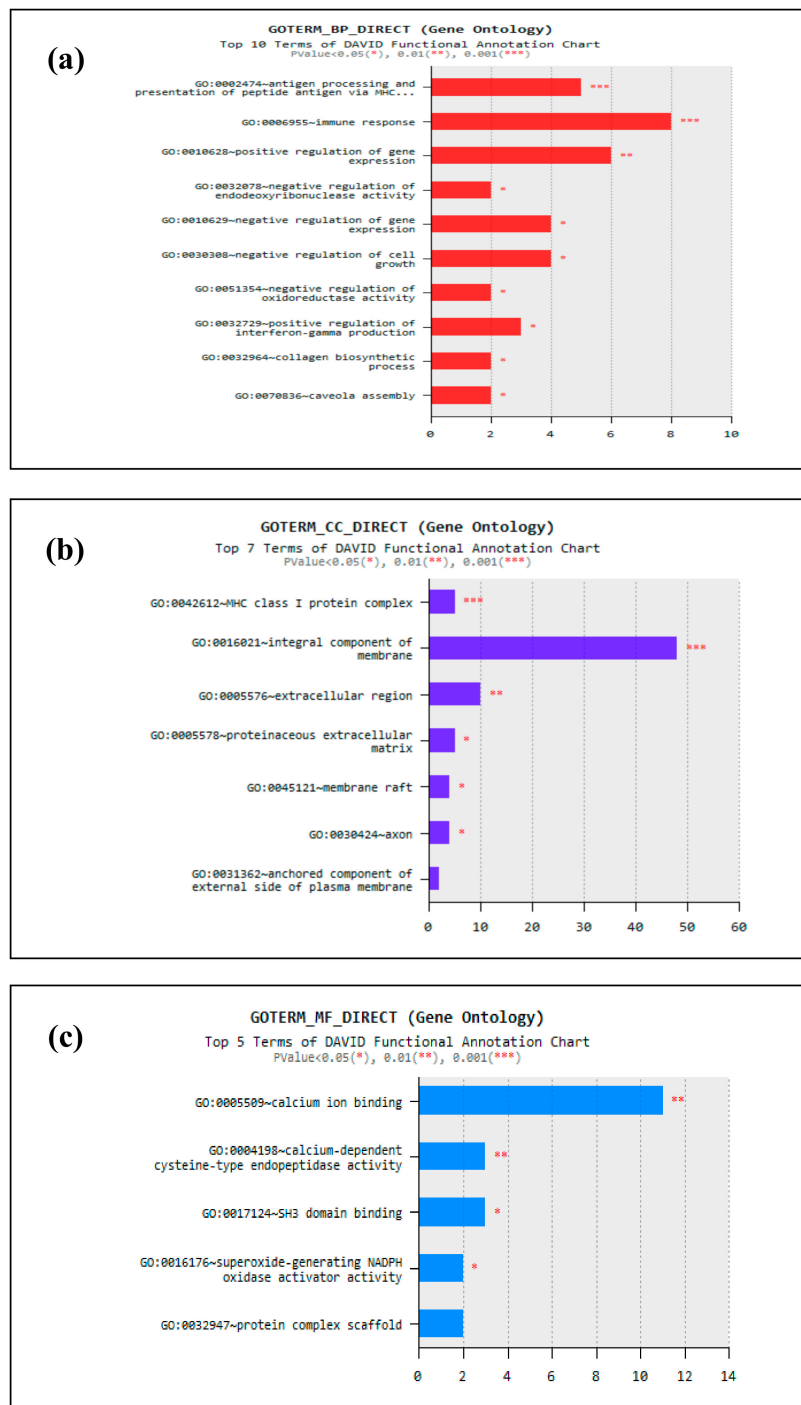 (a)
GOTERM_BP_DIRECT (Gene Ontology)
Top 10 Terms of DAVID Functional Annotation Chart
PValue<0.05(*), 0.01(**), 0.001(***)
GO:0002474~antigen processing and
presentation of peptide antigen via MHC...
***
GO:0006955~immune response
***
GO:0010628~positive regulation of gene
expression
**
GO:0032078~negative regulation of
endodeoxyribonuclease activity
*
GO:0010629~negative regulation of gene
expression
*
GO:0030308~negative regulation of cell
growth
*
GO:0051354~negative regulation of
oxidoreductase activity
*
GO:0032729~positive regulation of
interferon-gamma production
*
GO:0032964~collagen biosynthetic
process
*
GO:0070836~caveola assembly
*
0 2 4 6 8 10
(b)
GOTERM_CC_DIRECT (Gene Ontology)
Top 7 Terms of DAVID Functional Annotation Chart
PValue<0.05(*), 0.01(**), 0.001(***)
GO:0042612~MHC class I protein complex
***
GO:0016021~integral component of
membrane
***
GO:0005576~extracellular region
**
GO:0005578~proteinaceous extracellular
matrix
*
GO:0045121~membrane raft
*
GO:0030424~axon
*
GO:0031362~anchored component of
external side of plasma membrane
0 10 20 30 40 50 60
(c)
GOTERM_MF_DIRECT (Gene Ontology)
Top 5 Terms of DAVID Functional Annotation Chart
PValue<0.05(*), 0.01(**), 0.001(***)
GO:0005509~calcium ion binding
**
GO:0004198~calcium-dependent
cysteine-type endopeptidase activity
**
GO:0017124~SH3 domain binding
*
GO:0016176~superoxide-generating NADPH
oxidase activator activity
*
GO:0032947~protein complex scaffold
0 2 4 6 8 10 11 12 14